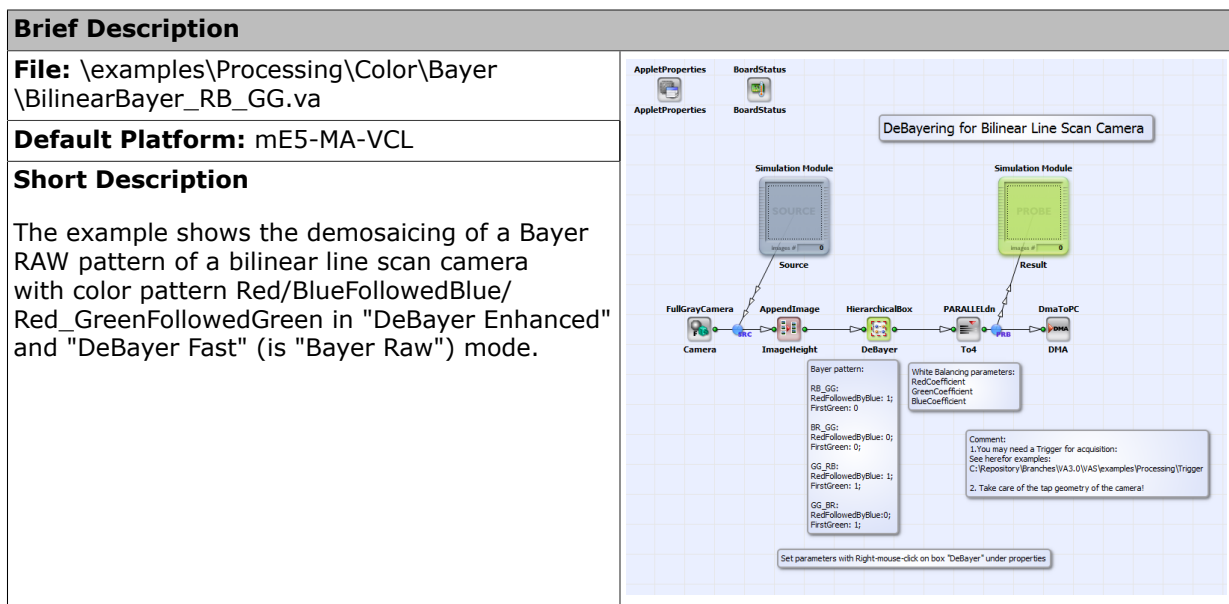 Brief Description
File: \examples\Processing\Color\Bayer
\BilinearBayer_RB_GG.va
Default Platform: mE5-MA-VCL
Short Description
The example shows the demosaicing of a Bayer
RAW pattern of a bilinear line scan camera
with color pattern Red/BlueFollowedBlue/
Red_GreenFollowedGreen in "DeBayer Enhanced"
and "DeBayer Fast" (is "Bayer Raw") mode.
AppletProperties
BoardStatus
AppletProperties
BoardStatus
DeBayering for Bilinear Line Scan Camera
Simulation Module
Simulation Module
SOURCE
PROBE
images # 0
images # 0
Source
Result
FullGrayCamera
AppendImage
HierarchicalBox
PARALLELdn
DmaToPC
SRC
PRB
DMA
Camera
ImageHeight
DeBayer
To4
DMA
Bayer pattern:
RB_GG:
RedFollowedByBlue: 1;
FirstGreen: 0
BR_GG:
RedFollowedByBlue: 0;
FirstGreen: 0;
GG_RB:
RedFollowedByBlue: 1;
FirstGreen: 1;
GG_BR:
RedFollowedByBlue:0;
FirstGreen: 1;
White Balancing parameters:
RedCoefficient
GreenCoefficient
BlueCoefficient
Comment:
1.You may need a Trigger for acquisition:
See herefor examples:
C:\Repository\Branches\VA3.0\VAS\examples\Processing\Trigger
2. Take care of the tap geometry of the camera!
Set parameters with Right-mouse-click on box "DeBayer" under properties